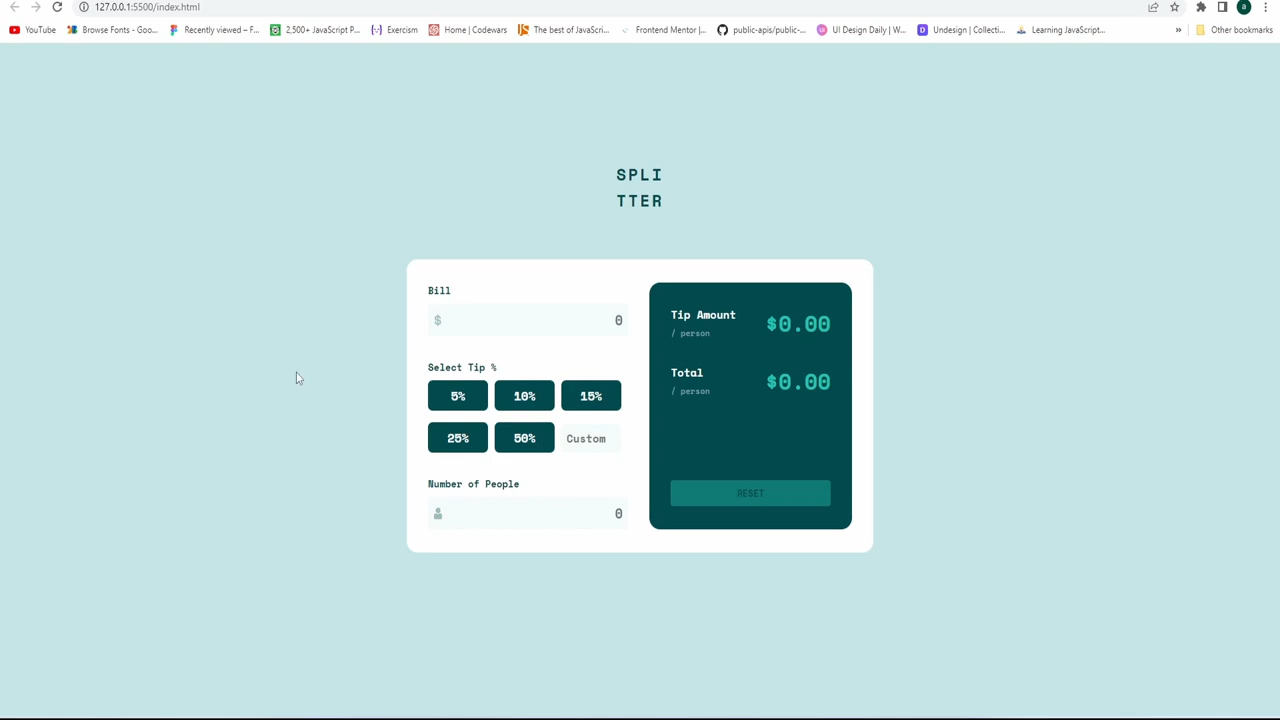 127.0.0.1:5500/index.html
a
YouTube
Browse Fonts - Goo...
Recently viewed – F...
2,500+ JavaScript P...
Exercism
Home | Codewars
The best of JavaScri...
Frontend Mentor |...
public-apis/public-...
UI Design Daily | W...
Undesign | Collecti...
Learning JavaScript...
»
Other bookmarks
SPLI
TTER
Bill
$ 0
Select Tip %
5% 10% 15%
25% 50% Custom
Number of People
0
Tip Amount
/ person
$0.00
Total
/ person
$0.00
RESET